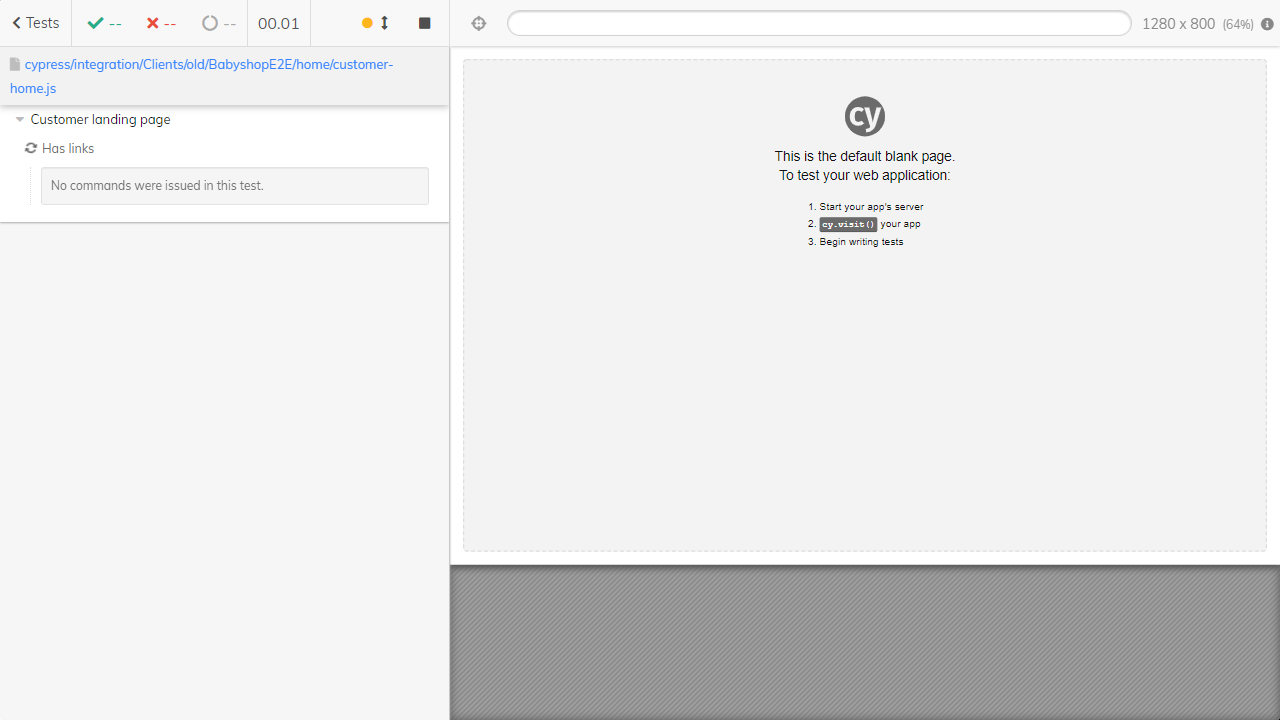 Tests
--
--
--
00.01
1280 x 800 (64%)
cypress/integration/Clients/old/BabyshopE2E/home/customer-
home.js
Customer landing page
Has links
No commands were issued in this test.
cy
This is the default blank page.
To test your web application:
1. Start your app's server
2. cy.visit() your app
3. Begin writing tests